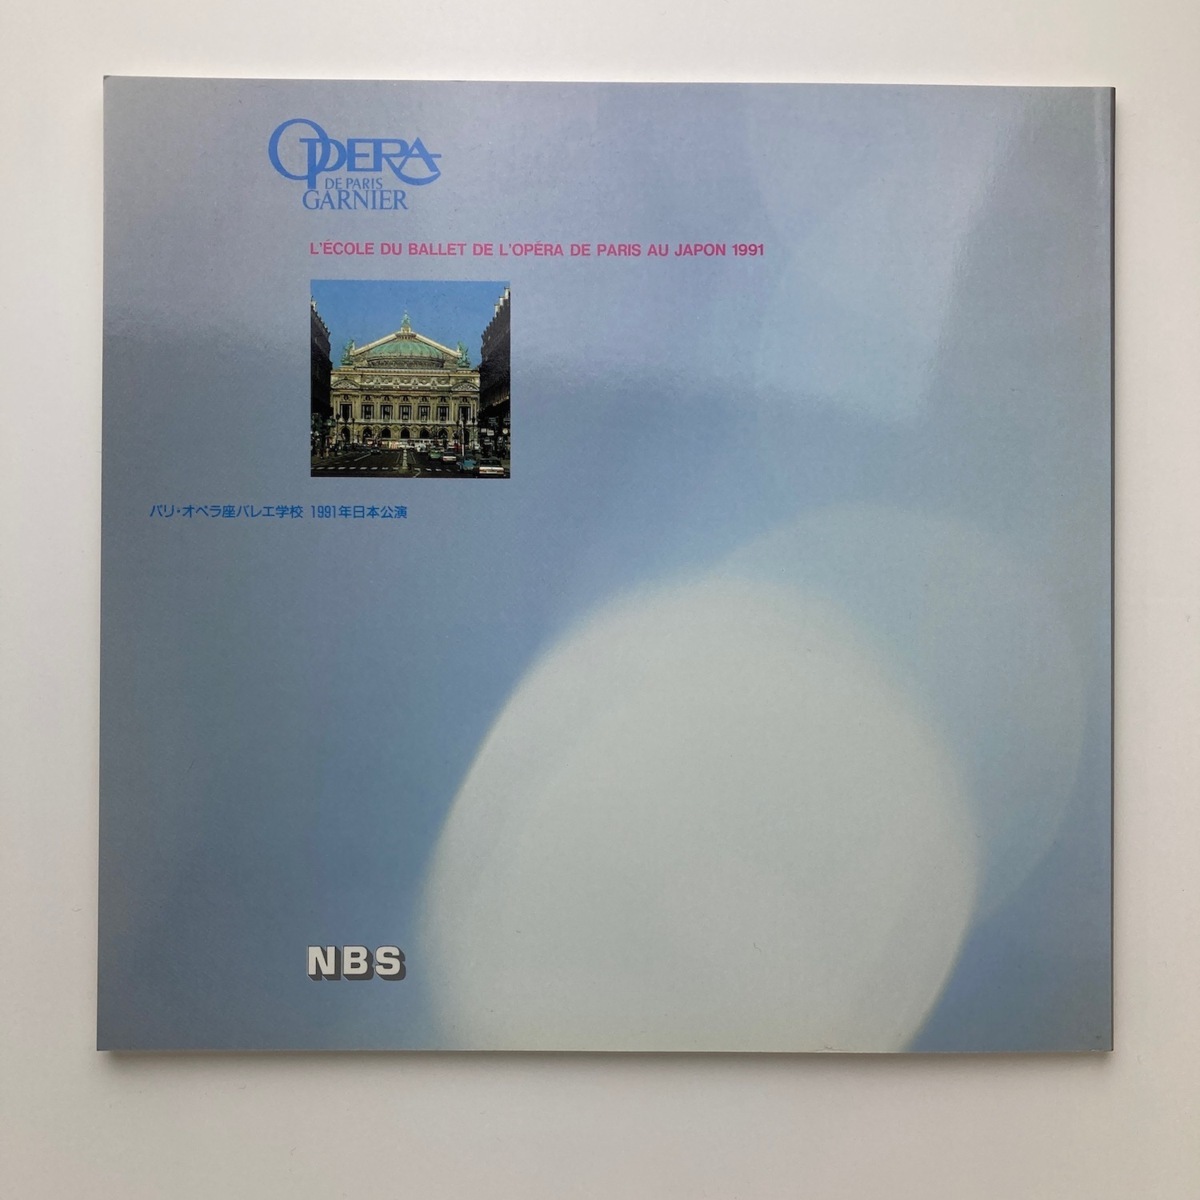 OPERA
DE PARIS
GARNIER
L'ÉCOLE DU BALLET DE L'OPÉRA DE PARIS AU JAPON 1991
パリ・オペラ座バレエ学校 1991年日本公演
NBS